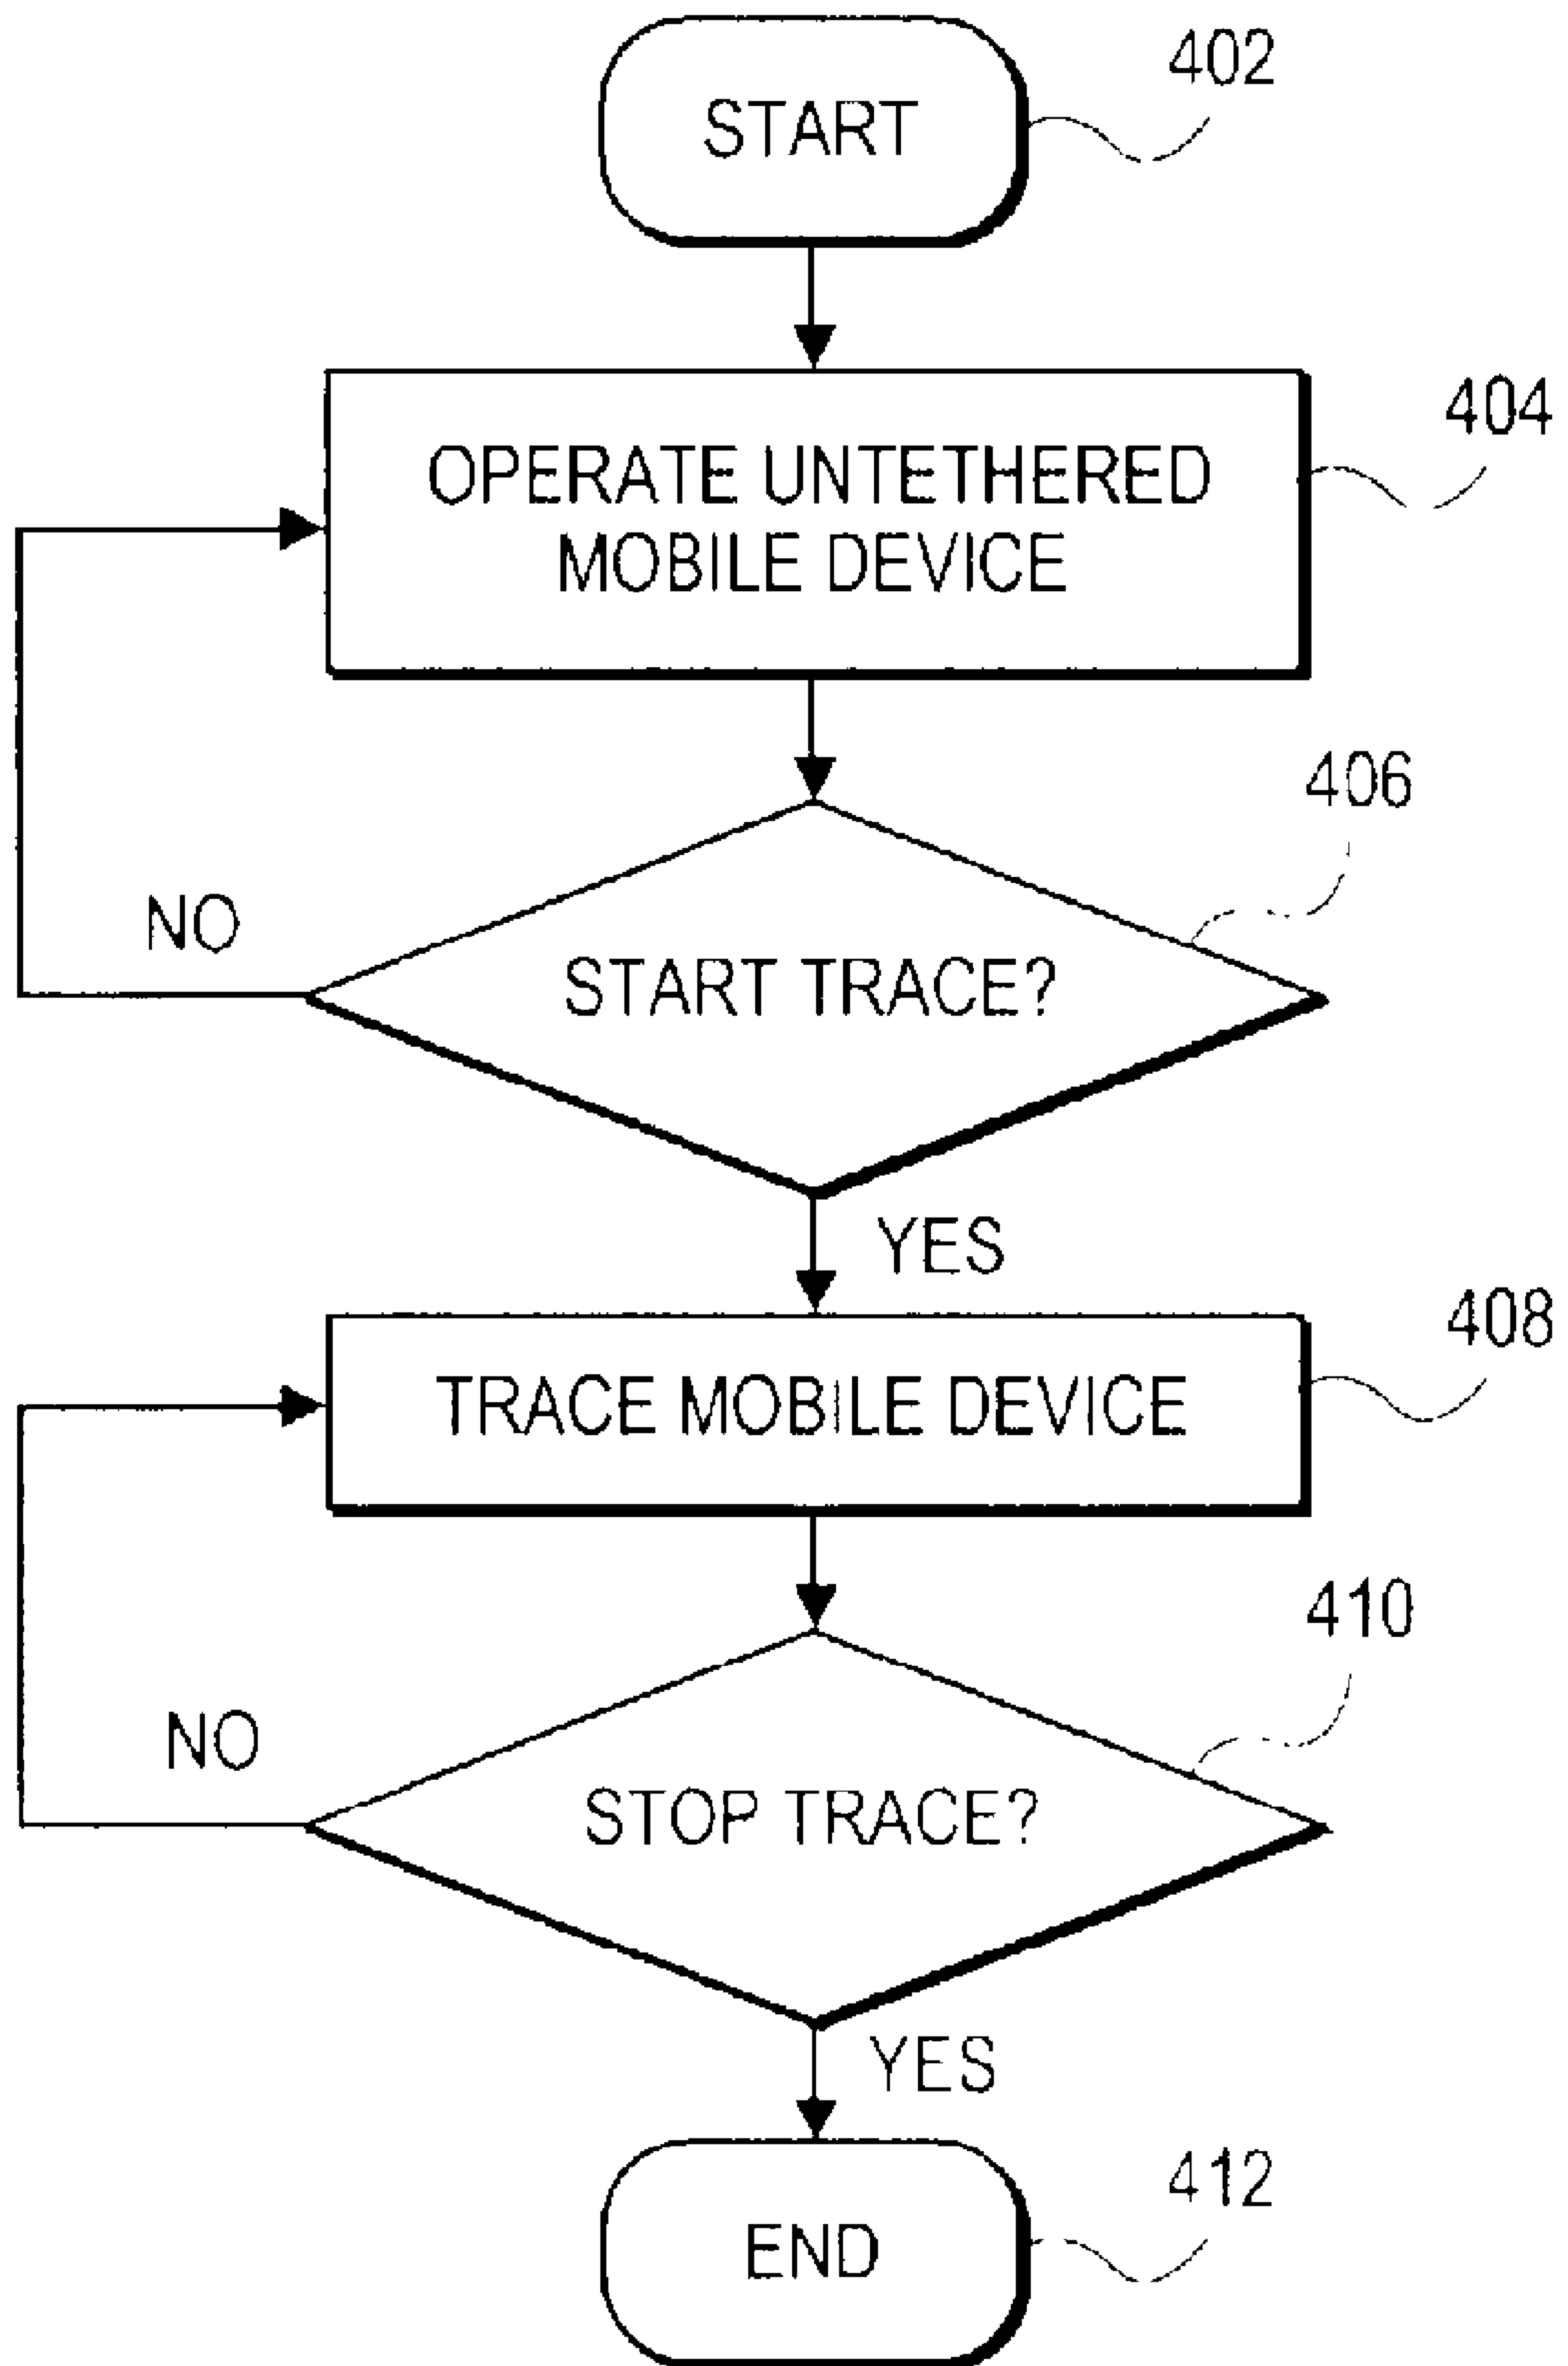 402
START
404
OPERATE UNTETHERED
MOBILE DEVICE
406
NO
START TRACE?
YES
408
TRACE MOBILE DEVICE
410
NO
STOP TRACE?
YES
412
END